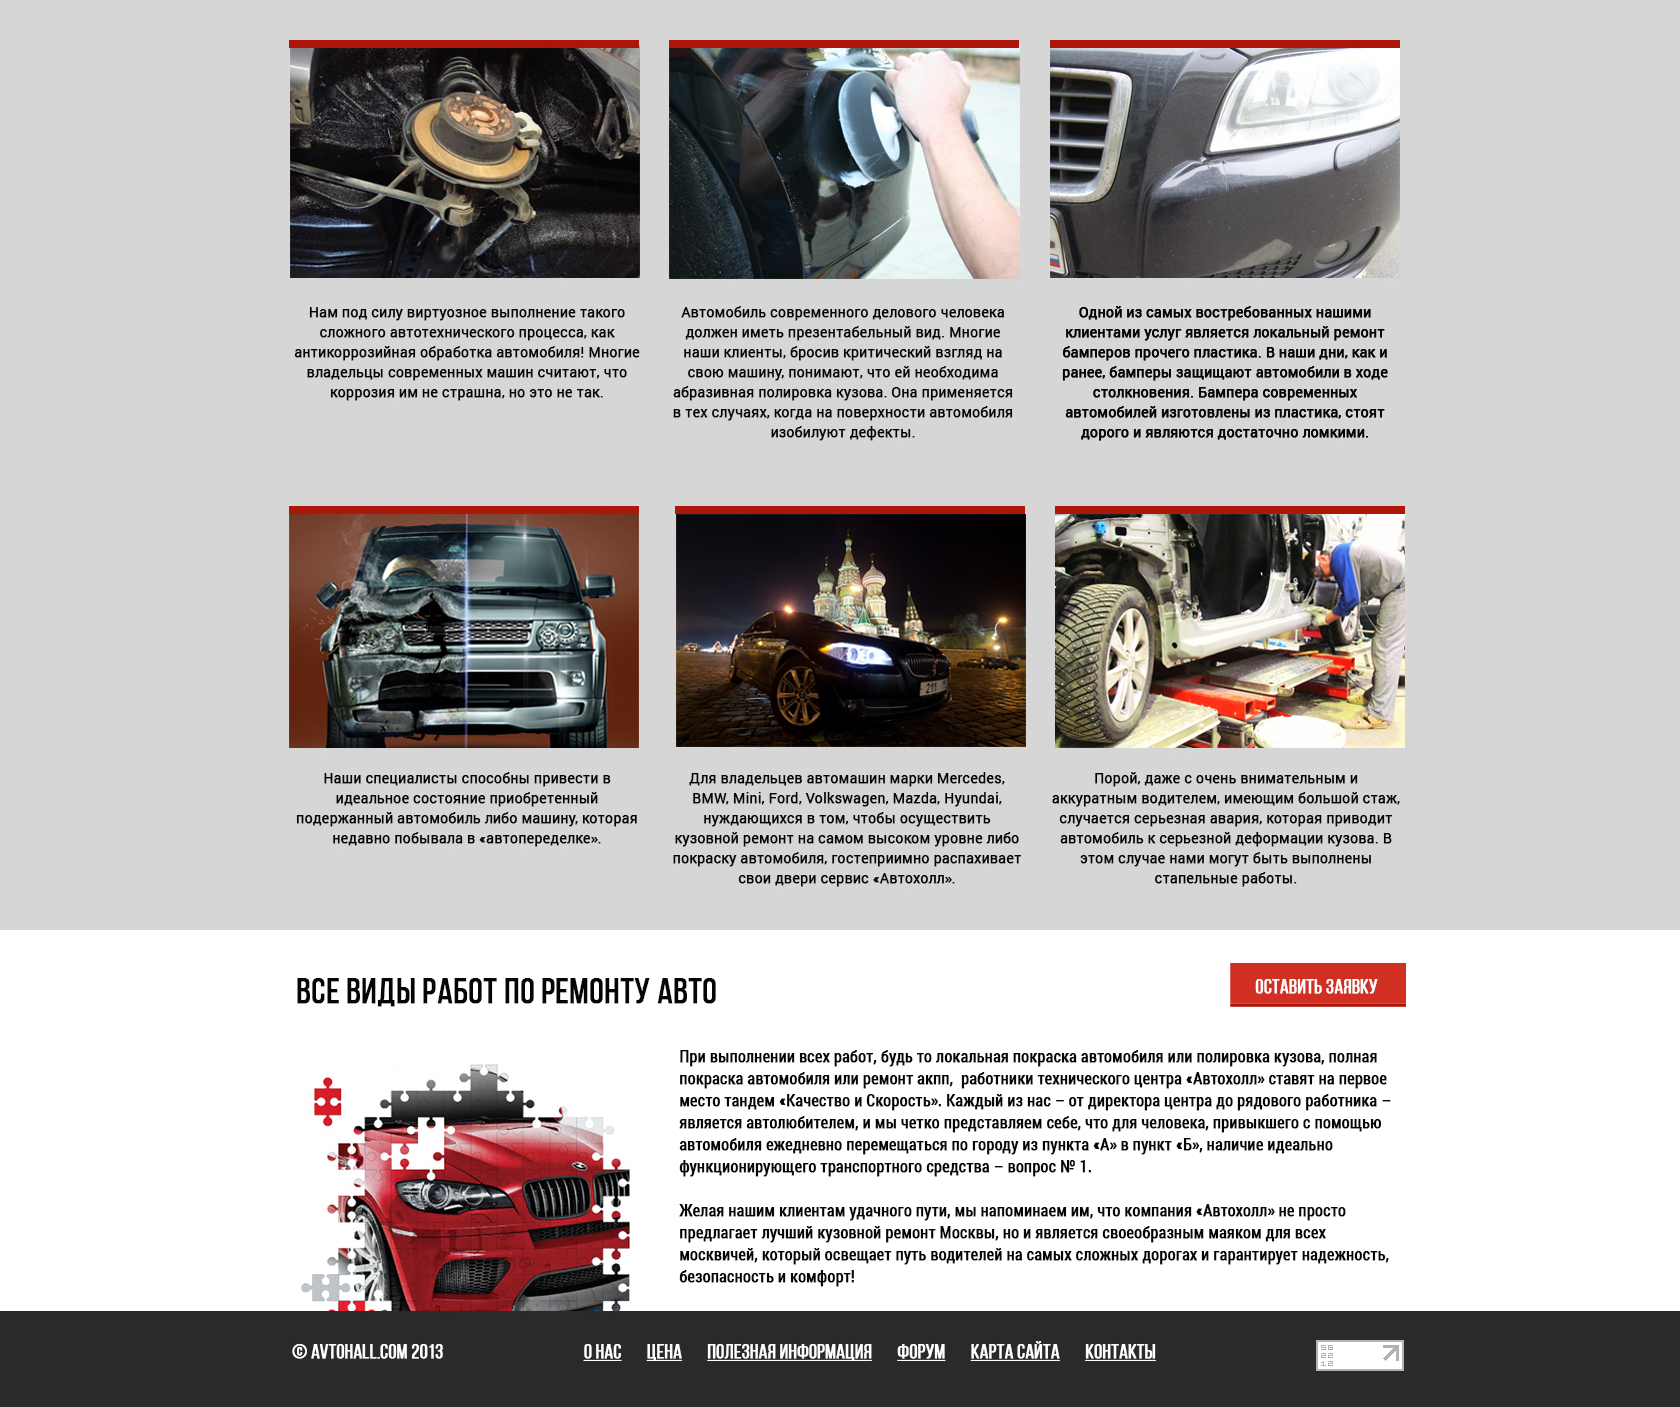 Нам под силу виртуозное выполнение такого
сложного автотехнического процесса, как
антикоррозийная обработка автомобиля! Многие
владельцы современных машин считают, что
коррозия им не страшна, но это не так.
Автомобиль современного делового человека
должен иметь презентабельный вид. Многие
наши клиенты, бросив критический взгляд на
свою машину, понимают, что ей необходима
абразивная полировка кузова. Она применяется
в тех случаях, когда на поверхности автомобиля
изобилуют дефекты.
Одной из самых востребованных нашими
клиентами услуг является локальный ремонт
бамперов прочего пластика. В наши дни, как и
ранее, бамперы защищают автомобили в ходе
столкновения. Бампера современных
автомобилей изготовлены из пластика, стоят
дорого и являются достаточно ломкими.
211
Наши специалисты способны привести в
идеальное состояние приобретенный
подержанный автомобиль либо машину, которая
недавно побывала в «автопеределке».
Для владельцев автомашин марки Mercedes,
BMW, Mini, Ford, Volkswagen, Mazda, Hyundai,
нуждающихся в том, чтобы осуществить
кузовной ремонт на самом высоком уровне либо
покраску автомобиля, гостеприимно распахивает
свои двери сервис «Автохолл».
Порой, даже с очень внимательным и
аккуратным водителем, имеющим большой стаж,
случается серьезная авария, которая приводит
автомобиль к серьезной деформации кузова. В
этом случае нами могут быть выполнены
стапельные работы.
ВСЕ ВИДЫ РАБОТ ПО РЕМОНТУ АВТО
ОСТАВИТЬ ЗАЯВКУ
При выполнении всех работ, будь то локальная покраска автомобиля или полировка кузова, полная
покраска автомобиля или ремонт акпп, работники технического центра «Автохолл» ставят на первое
место тандем «Качество и Скорость». Каждый из нас – от директора центра до рядового работника –
является автолюбителем, и мы четко представляем себе, что для человека, привыкшего с помощью
автомобиля ежедневно перемещаться по городу из пункта «А» в пункт «Б», наличие идеально
функционирующего транспортного средства – вопрос № 1.
Желая нашим клиентам удачного пути, мы напоминаем им, что компания «Автохолл» не просто
предлагает лучший кузовной ремонт Москвы, но и является своеобразным маяком для всех
москвичей, который освещает путь водителей на самых сложных дорогах и гарантирует надежность,
безопасность и комфорт!
© AVTOHALL.COM 2013
О НАС ЦЕНА ПОЛЕЗНАЯ ИНФОРМАЦИЯ ФОРУМ КАРТА САЙТА КОНТАКТЫ
56
22
12